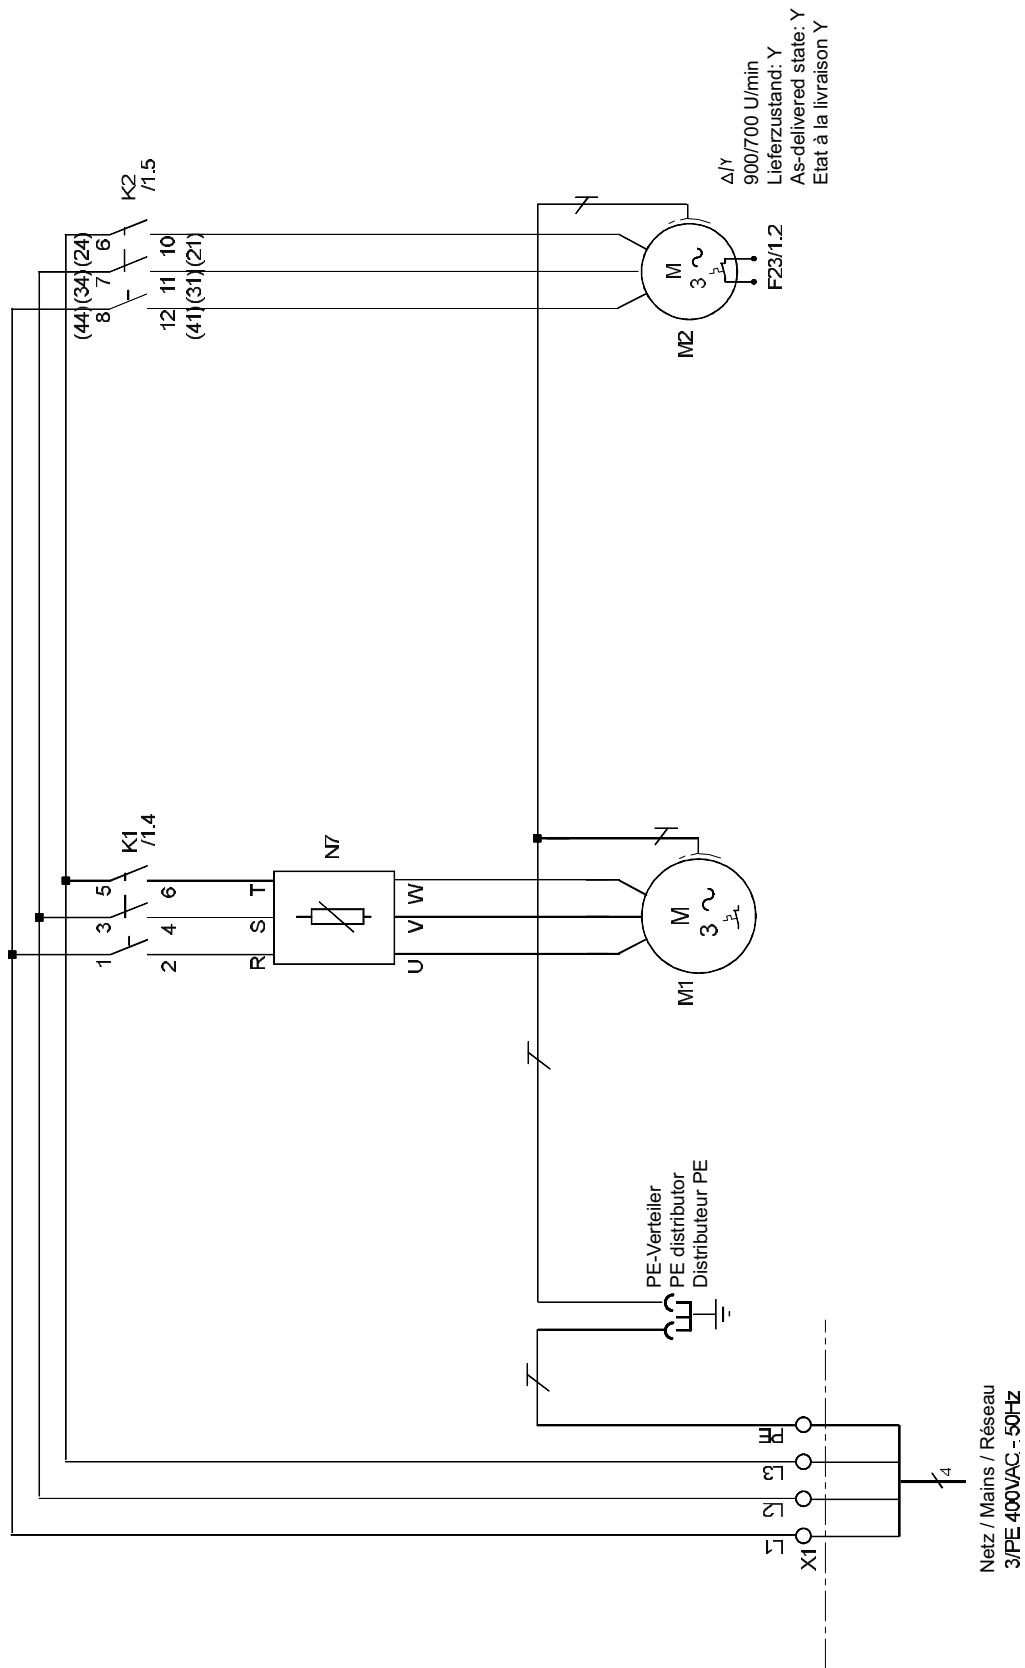 L1
L2
L3
PE
X1
Netz / Mains / Réseau
3/PE 400VAC - 50Hz
4
PE-Verteiler
PE distributor
Distributeur PE
K1
/1.4
1 3 5
2 4 6
R S T
N7
U V W
M1
M
3 ~
K2
/1.5
(44)(34)(24)
8 7 6
12 11 10
(41)(31)(21)
M2
M
3 ~
F23/1.2
Δ/Y
900/700 U/min
Lieferzustand: Y
As-delivered state: Y
Etat à la livraison Y